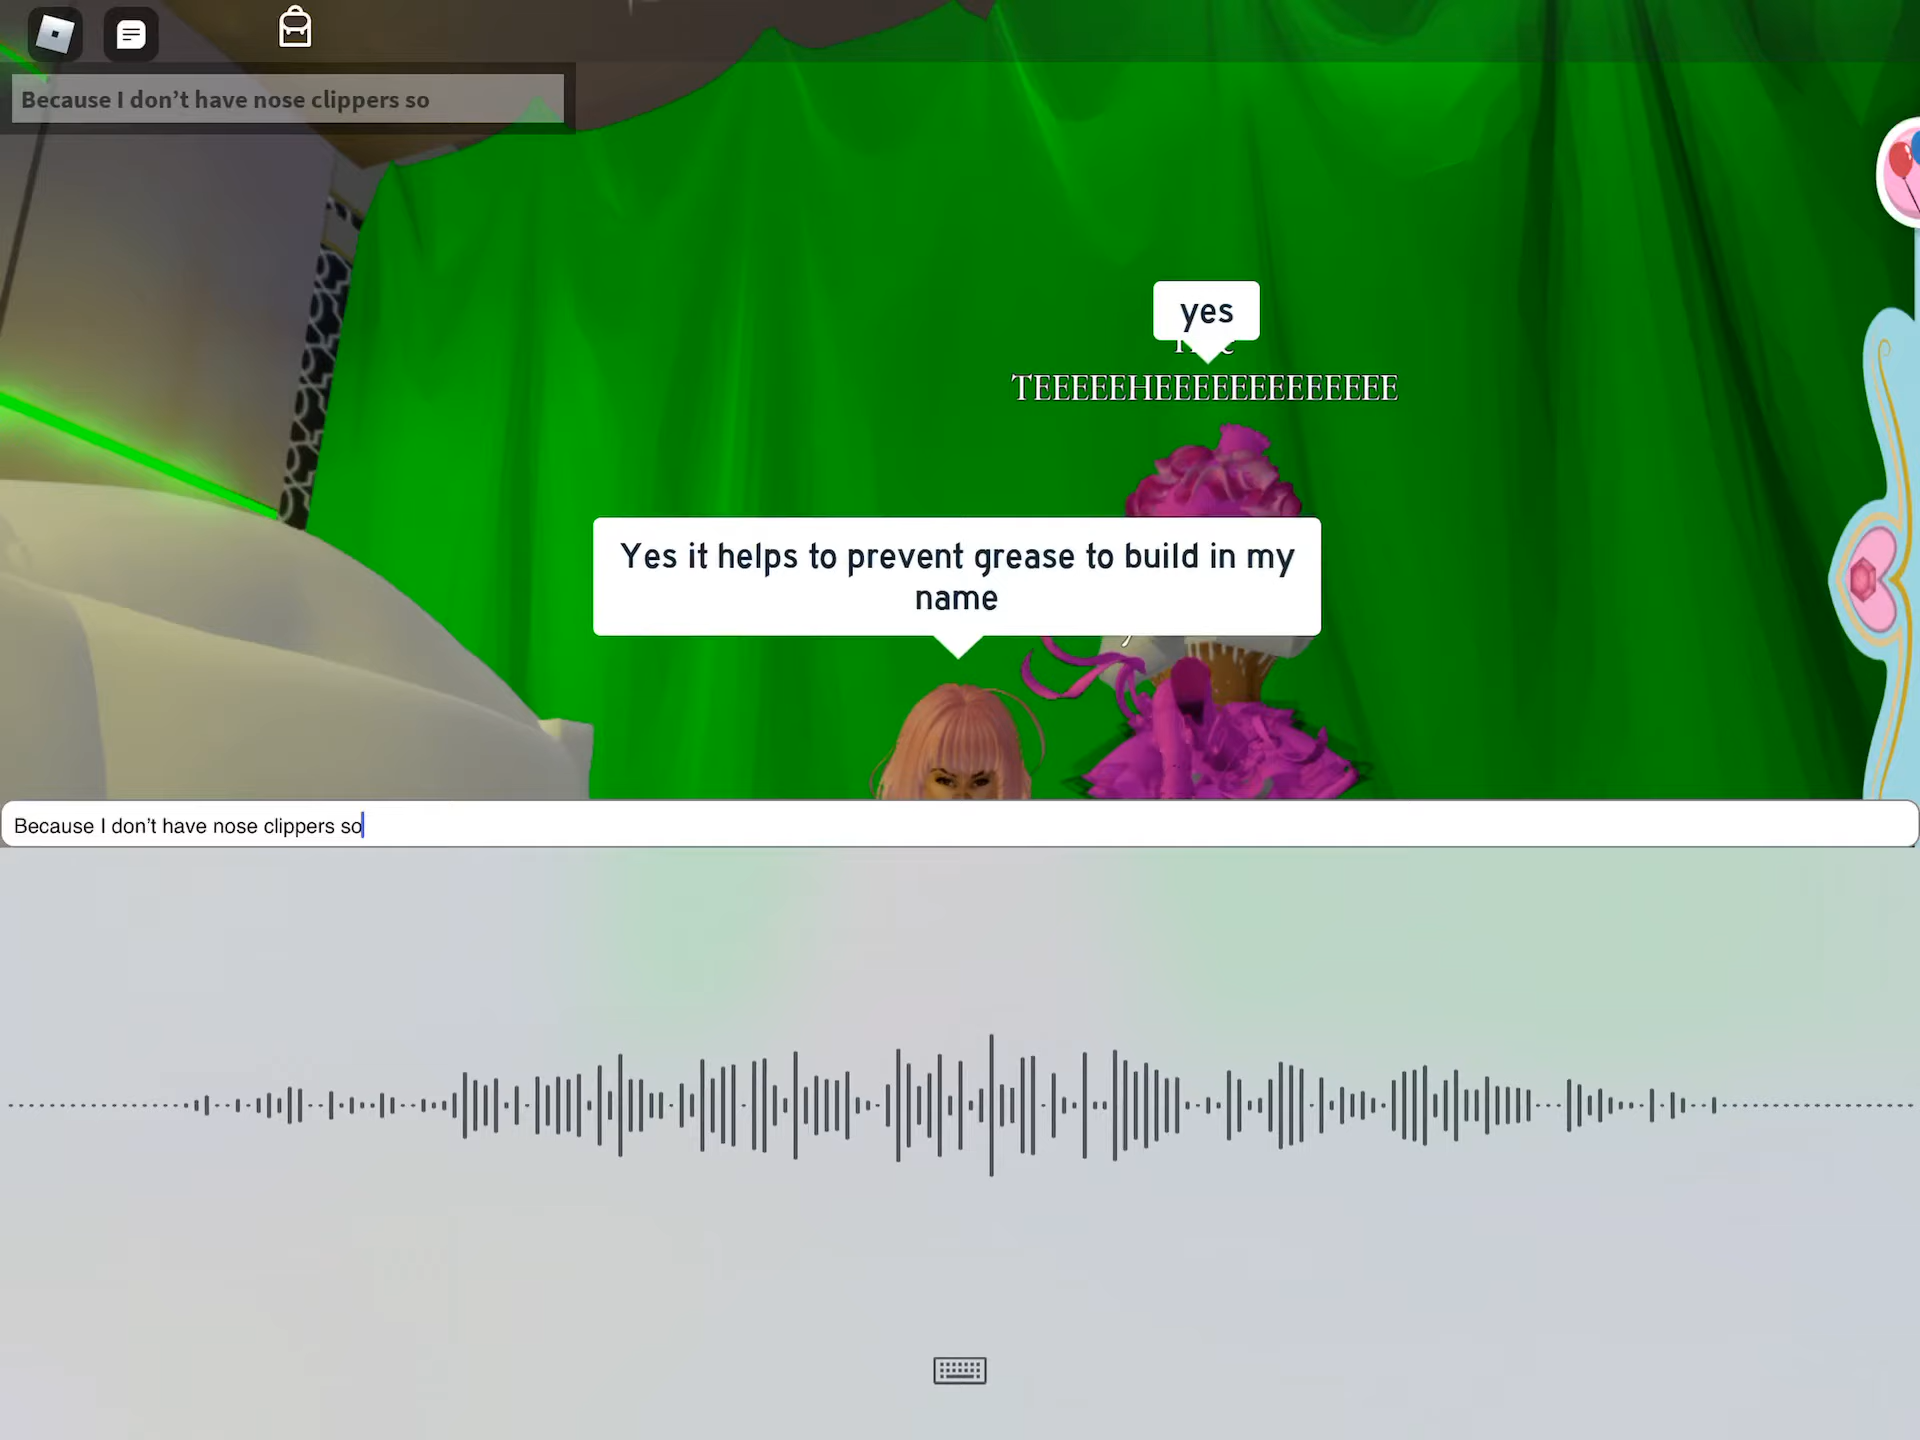 Because I don’t have nose clippers so
yes
TEEEEEHEEEEEEEEEEEEE
Yes it helps to prevent grease to build in my
name
Because I don’t have nose clippers so